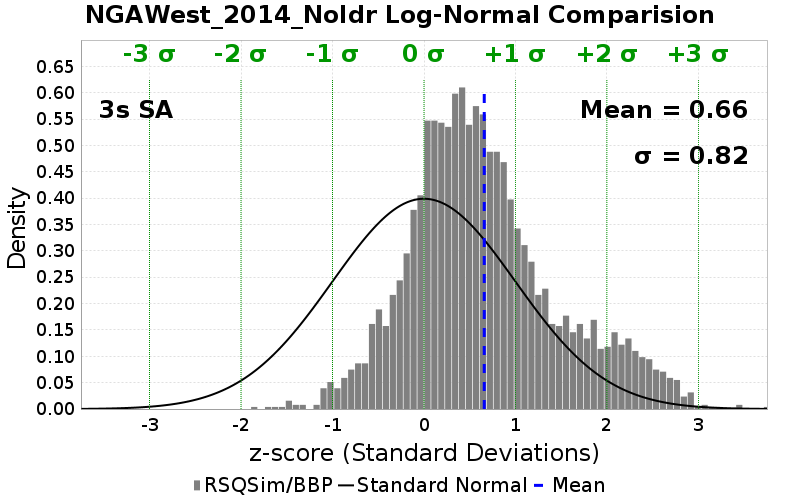 NGAWest_2014_NoIdr Log-Normal Comparision
-3 σ -2 σ -1 σ 0 σ +1 σ +2 σ +3 σ
3s SA
Mean = 0.66
σ = 0.82
Density
0.65
0.60
0.55
0.50
0.45
0.40
0.35
0.30
0.25
0.20
0.15
0.10
0.05
0.00
-3 -2 -1 0 1 2 3
z-score (Standard Deviations)
RSQSim/BBP Standard Normal Mean